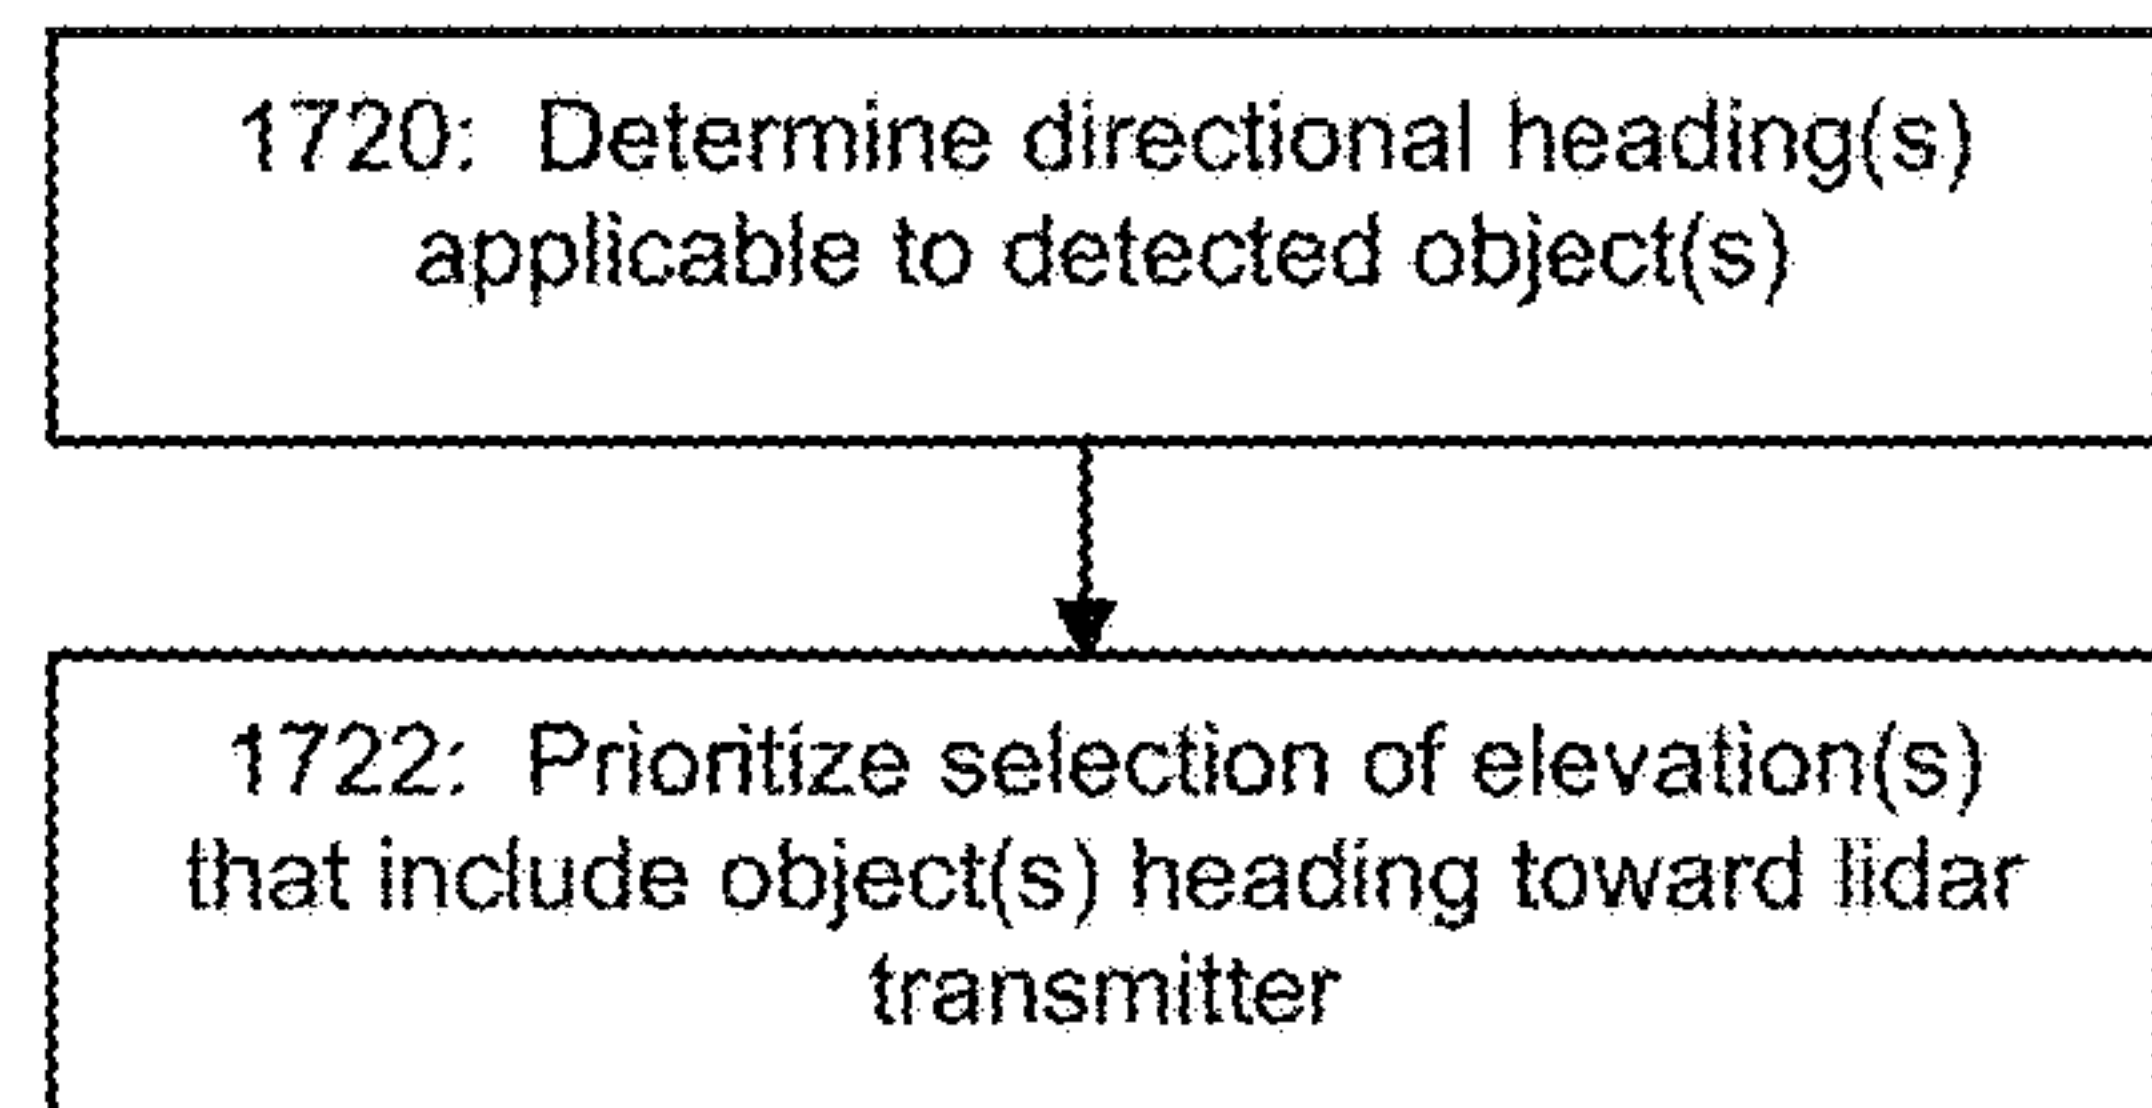 1720: Determine directional heading(s)
applicable to detected object(s)
1722: Prioritize selection of elevation(s)
that include object(s) heading toward lidar
transmitter